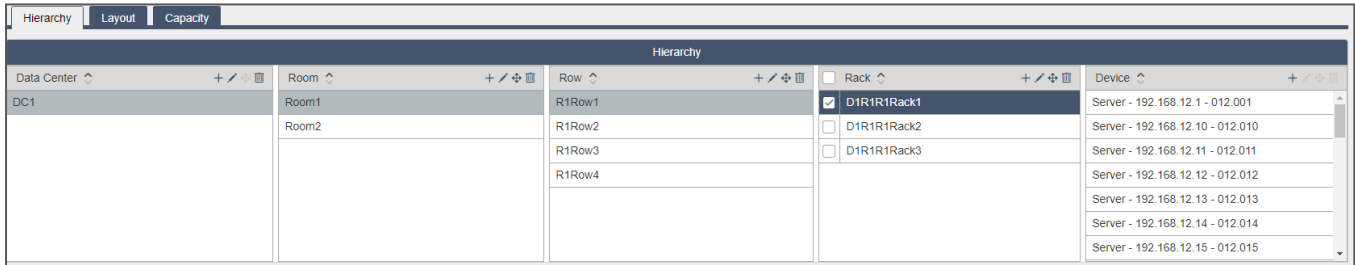 Hierarchy Layout Capacity
Hierarchy
Data Center Room Row Rack Device
DC1 Room1 R1Row1 D1R1R1Rack1 Server - 192.168.12.1 - 012.001
Room2 R1Row2 D1R1R1Rack2 Server - 192.168.12.10 - 012.010
R1Row3 D1R1R1Rack3 Server - 192.168.12.11 - 012.011
R1Row4 Server - 192.168.12.12 - 012.012
Server - 192.168.12.13 - 012.013
Server - 192.168.12.14 - 012.014
Server - 192.168.12.15 - 012.015